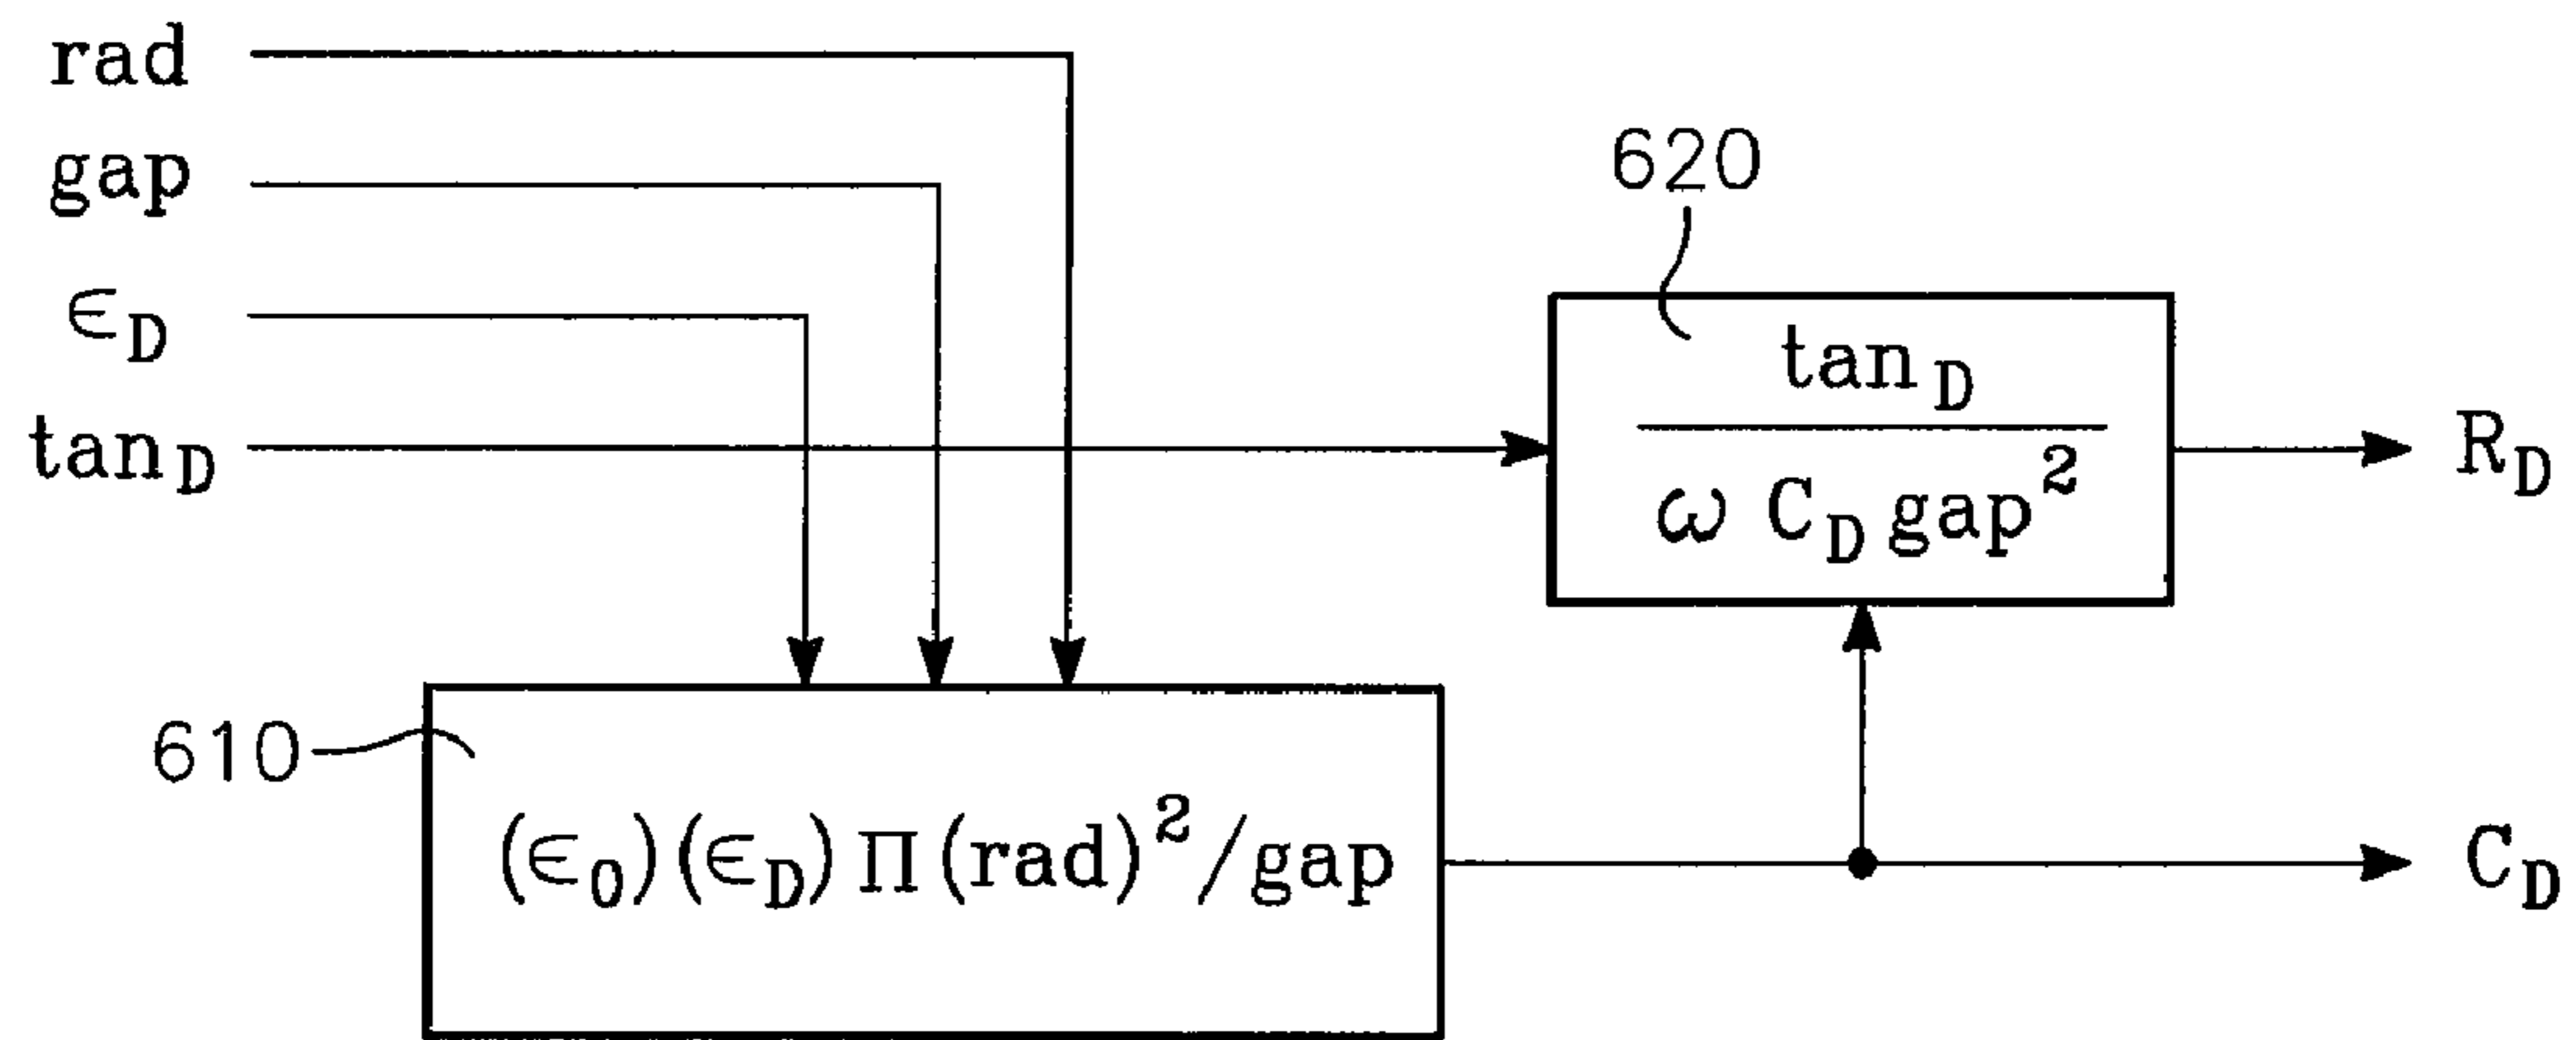 rad
gap
∈D
tanD
620
tanD
ω CD gap²
RD
610
(∈0)(∈D)Π(rad)²/gap
CD